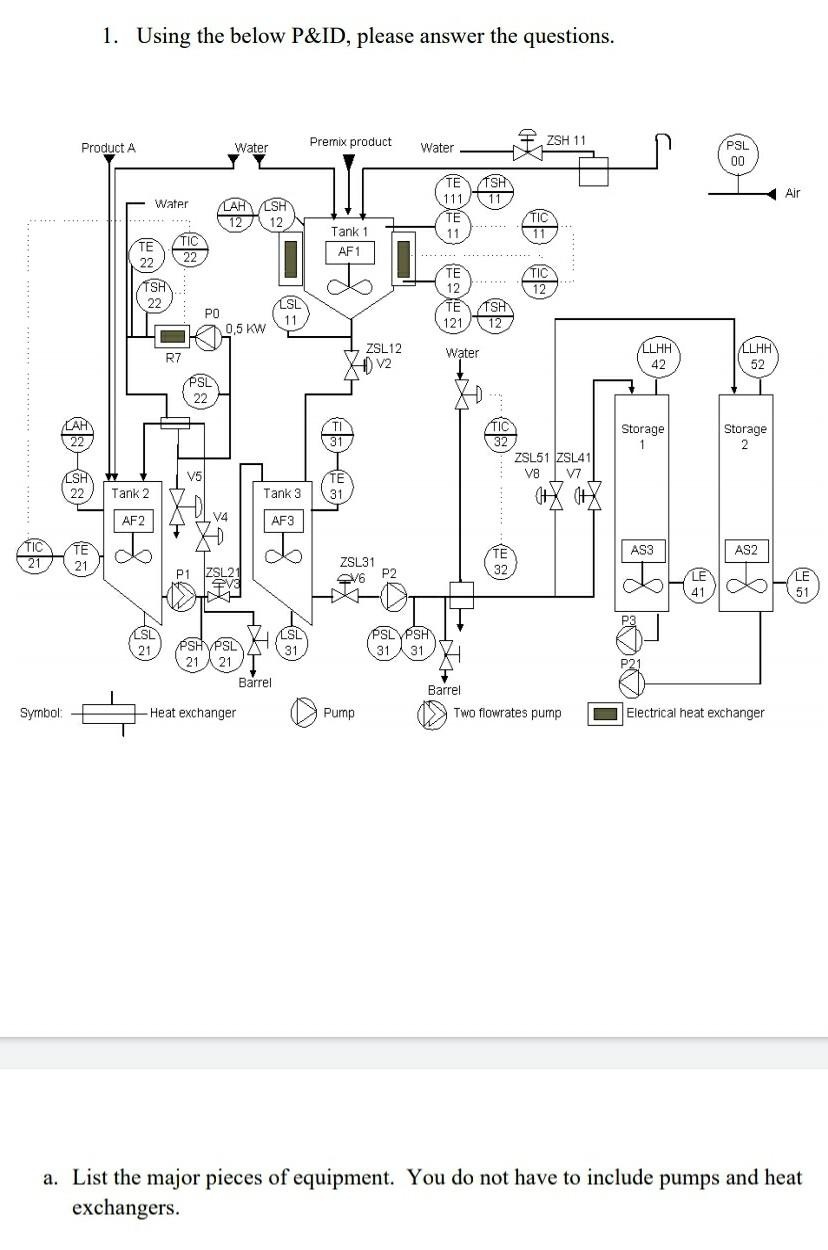 1. Using the below P&ID, please answer the questions.
Product A
Water
Premix product
Water
ZSH 11
PSL
00
Air
Water
LAH
12
LSH
12
TE
111
TSH
11
TE
11
TIC
11
Tank 1
AF1
TE
22
TIC
22
TSH
22
TE
12
TIC
12
TE
121
TSH
12
LSL
11
P0
0,5 KW
R7
ZSL12
V2
Water
LLHH
42
LLHH
52
PSL
22
LAH
22
TI
31
TIC
32
Storage
1
Storage
2
ZSL51 ZSL41
V8 V7
LSH
22
Tank 2
V5
Tank 3
TE
31
AF2
V4
AF3
TIC
21
TE
21
P1
ZSL21
V3
ZSL31
V6
P2
TE
32
AS3
AS2
LE
41
LE
51
LSL
21
PSH
21
PSL
21
LSL
31
PSL
31
PSH
31
P3
P21
Barrel
Barrel
Symbol:
Heat exchanger
Pump
Two flowrates pump
Electrical heat exchanger
a. List the major pieces of equipment. You do not have to include pumps and heat
exchangers.